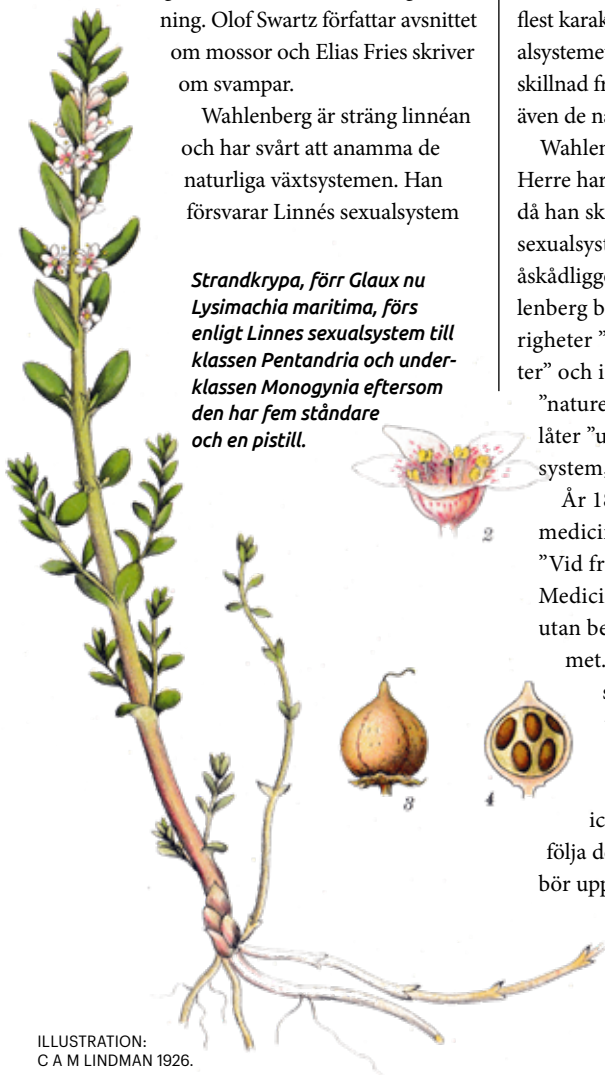 ning. Olof Swartz författar avsnittet
om mossor och Elias Fries skriver
om svampar.
Wahlenberg är sträng linnéan
och har svårt att anamma de
naturliga växtsystemen. Han
försvarar Linnés sexualsystem
Strandkrypa, förr Glaux nu
Lysimachia maritima, förs
enligt Linnes sexualsystem till
klassen Pentandria och under-
klassen Monogynia eftersom
den har fem ståndare
och en pistill.
2
3
4
ILLUSTRATION:
C A M LINDMAN 1926.
flest karak
alsysteme
skillnad fr
även de na
Wahlen
Herre har
då han sk
sexualsyst
åskådligg
lenberg b
righeter ”
ter” och i
”nature
låter ”u
system,
År 18
medicin
”Vid fr
Medici
utan be
met.
s
ic
följa d
bör upp